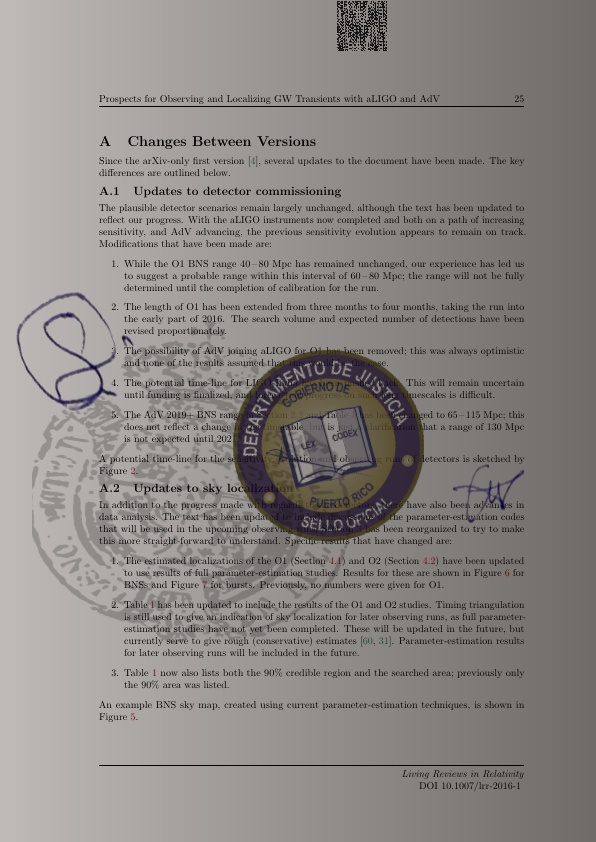 Prospects for Observing and Localizing GW Transients with aLIGO and AdV 25
A Changes Between Versions
Since the arXiv-only first version [4], several updates to the document have been made. The key
differences are outlined below.
A.1 Updates to detector commissioning
The plausible detector scenarios remain largely unchanged, although the text has been updated to
reflect our progress. With the aLIGO instruments now completed and both on a path of increasing
sensitivity, and AdV advancing, the previous sensitivity evolution appears to remain on track.
Modifications that have been made are:
1. While the O1 BNS range 40–80 Mpc has remained unchanged, our experience has led us
to suggest a probable range within this interval of 60–80 Mpc; the range will not be fully
determined until the completion of calibration for the run.
2. The length of O1 has been extended from three months to four months, taking the run into
the early part of 2016. The search volume and expected number of detections have been
revised proportionately.
3. The possibility of AdV joining aLIGO for O1 has been removed; this was always optimistic
and none of the results assumed that case.
4. The potential time-line for LIGO This will remain uncertain
until funding is finalized, and timescales is difficult.
5. The AdV 2019+ BNS range changed to 65–115 Mpc; this
does not reflect a change that a range of 130 Mpc
is not expected until 202
A potential time-line for the detectors is sketched by
Figure 2.
A.2 Updates to sky localization
In addition to the progress made with have also been advances in
data analysis. The text has been updated the parameter-estimation codes
that will be used in the upcoming has been reorganized to try to make
this more straight-forward to understand. Specific results that have changed are:
1. The estimated localizations of the O1 (Section 4.1) and O2 (Section 4.2) have been updated
to use results of full parameter-estimation studies. Results for these are shown in Figure 6 for
BNSs and Figure 7 for bursts. Previously, no numbers were given for O1.
2. Table 1 has been updated to include the results of the O1 and O2 studies. Timing triangulation
is still used to give an indication of sky localization for later observing runs, as full parameter-
estimation studies have not yet been completed. These will be updated in the future, but
currently serve to give rough (conservative) estimates [60, 31]. Parameter-estimation results
for later observing runs will be included in the future.
3. Table 1 now also lists both the 90% credible region and the searched area; previously only
the 90% area was listed.
An example BNS sky map, created using current parameter-estimation techniques, is shown in
Figure 5.
DEPARTAMENTO DE
GOBIERNO DE
LEX CODEX
PUERTO RICO
SELLO OFICIAL
Living Reviews in Relativity
DOI 10.1007/lrr-2016-1